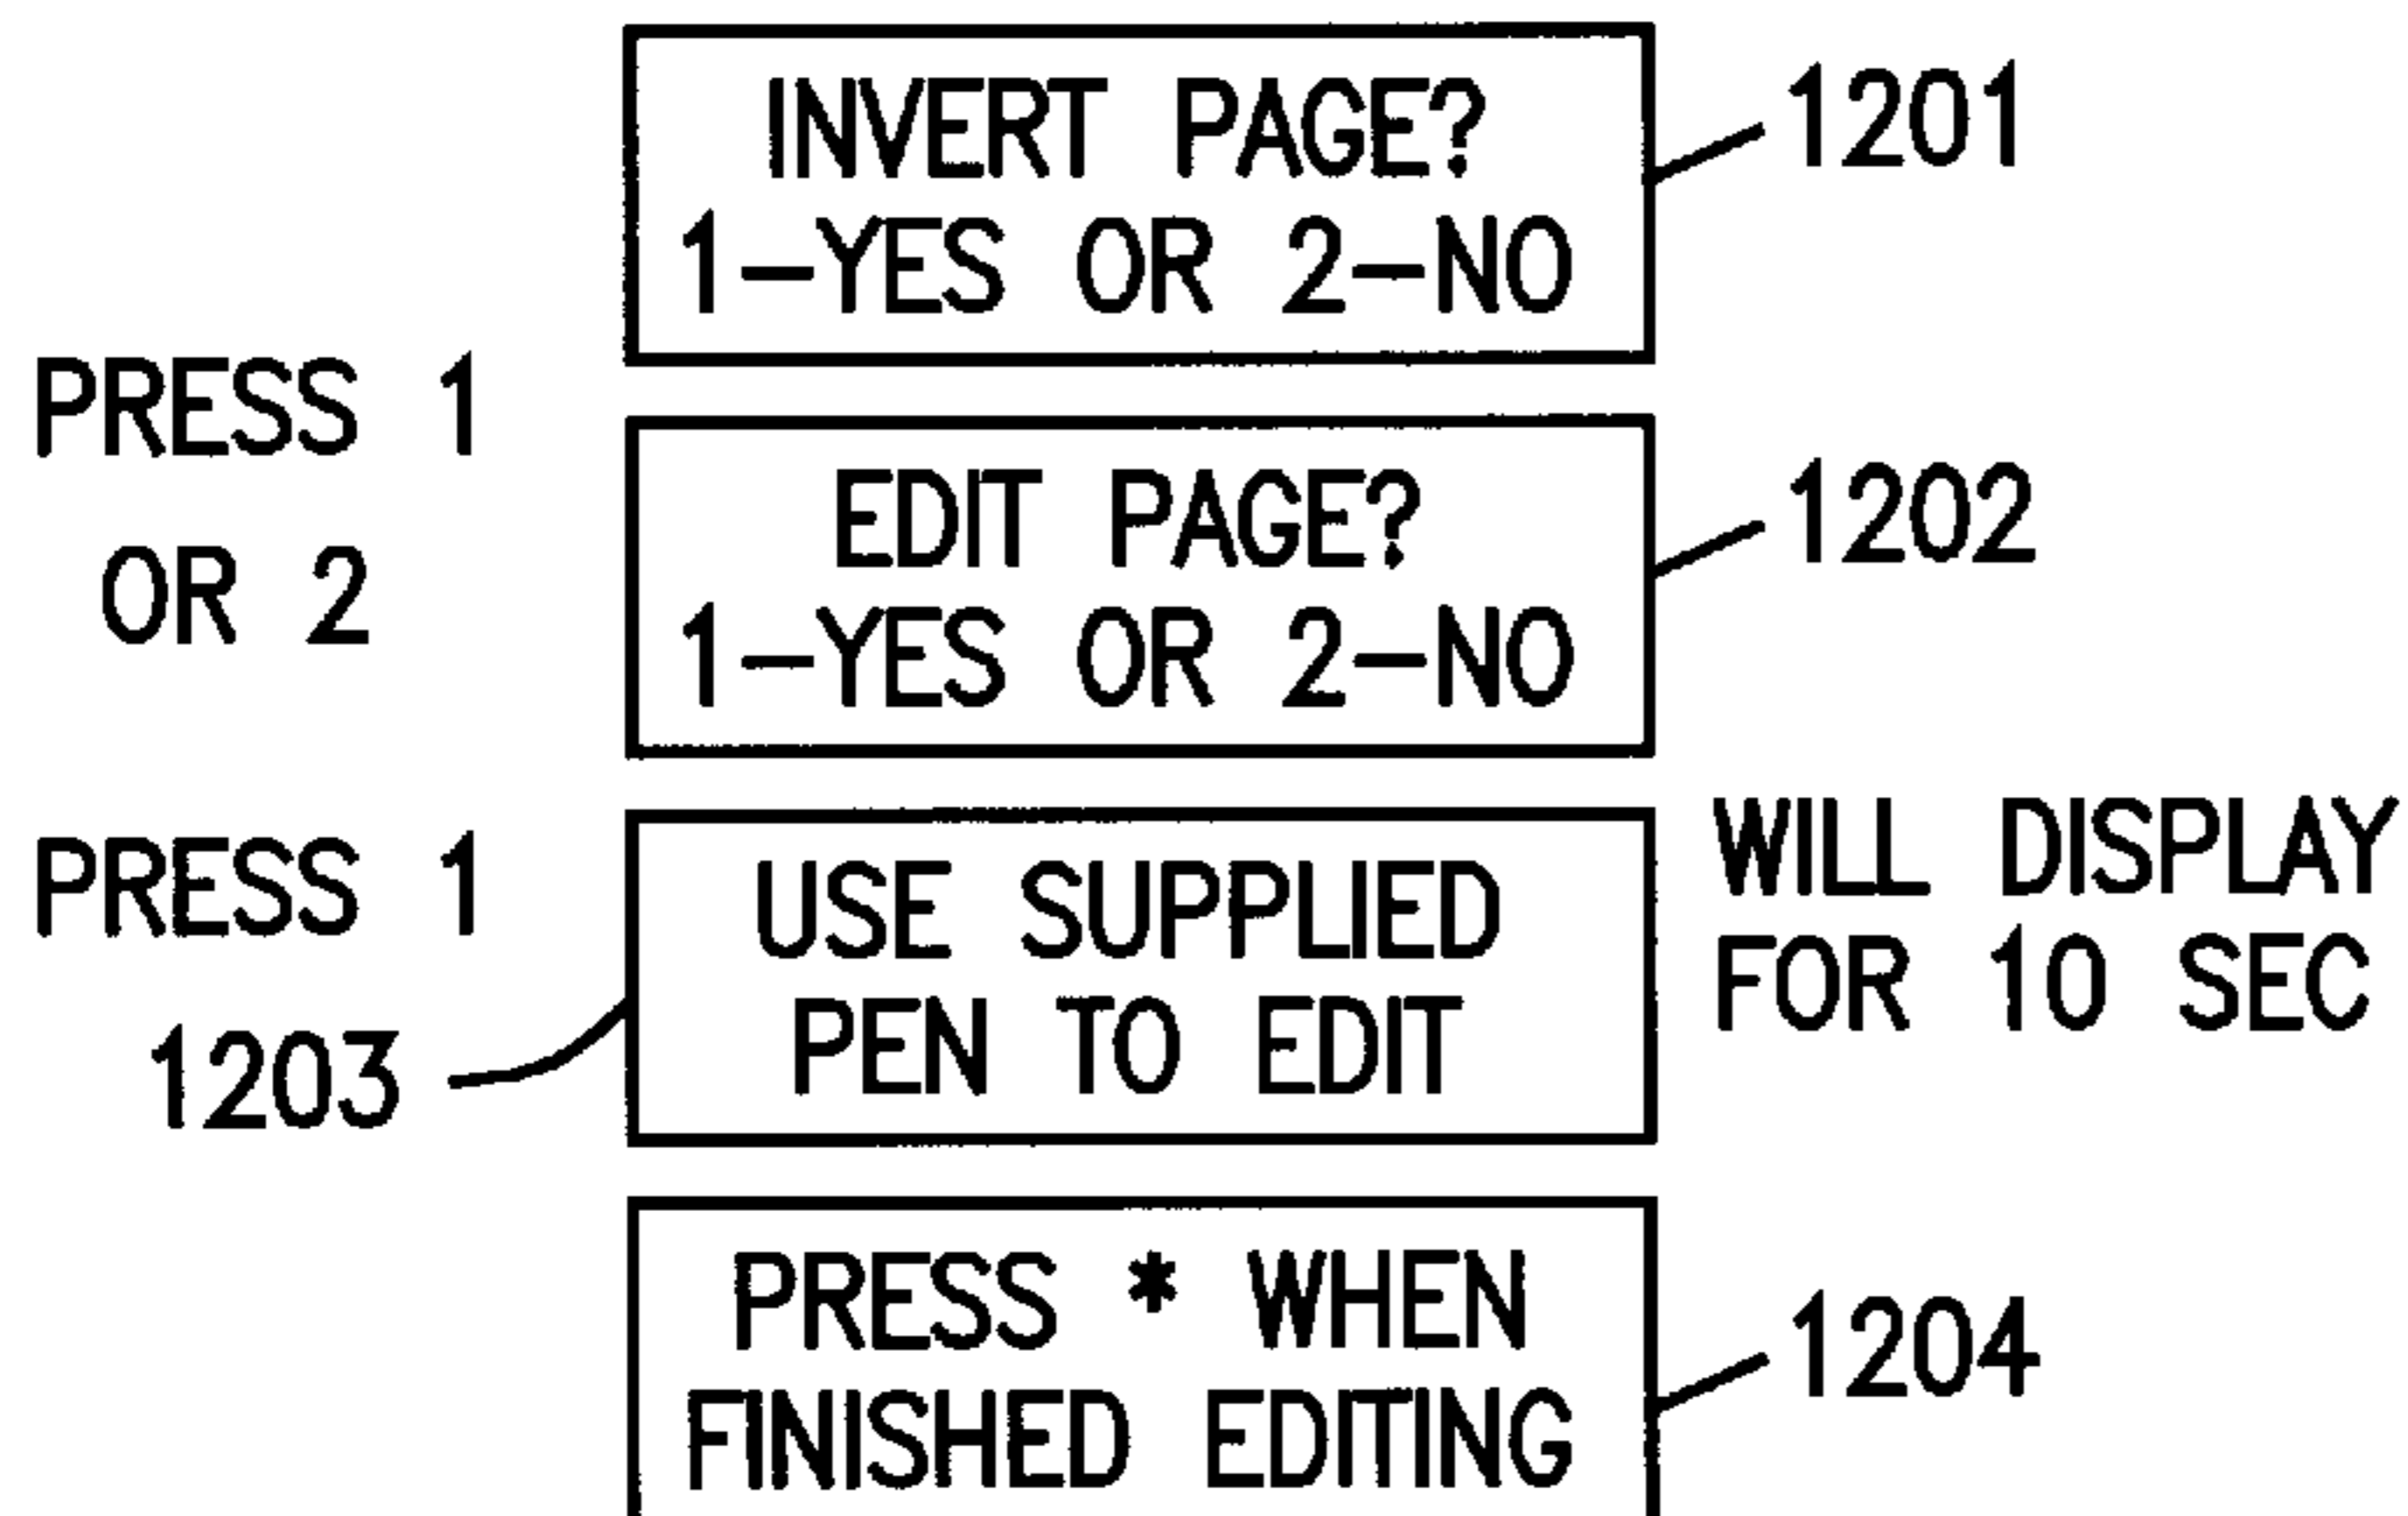 INVERT PAGE?
1-YES OR 2-NO
1201
PRESS 1
OR 2
EDIT PAGE?
1-YES OR 2-NO
1202
PRESS 1
1203
USE SUPPLIED
PEN TO EDIT
WILL DISPLAY
FOR 10 SEC
PRESS * WHEN
FINISHED EDITING
1204